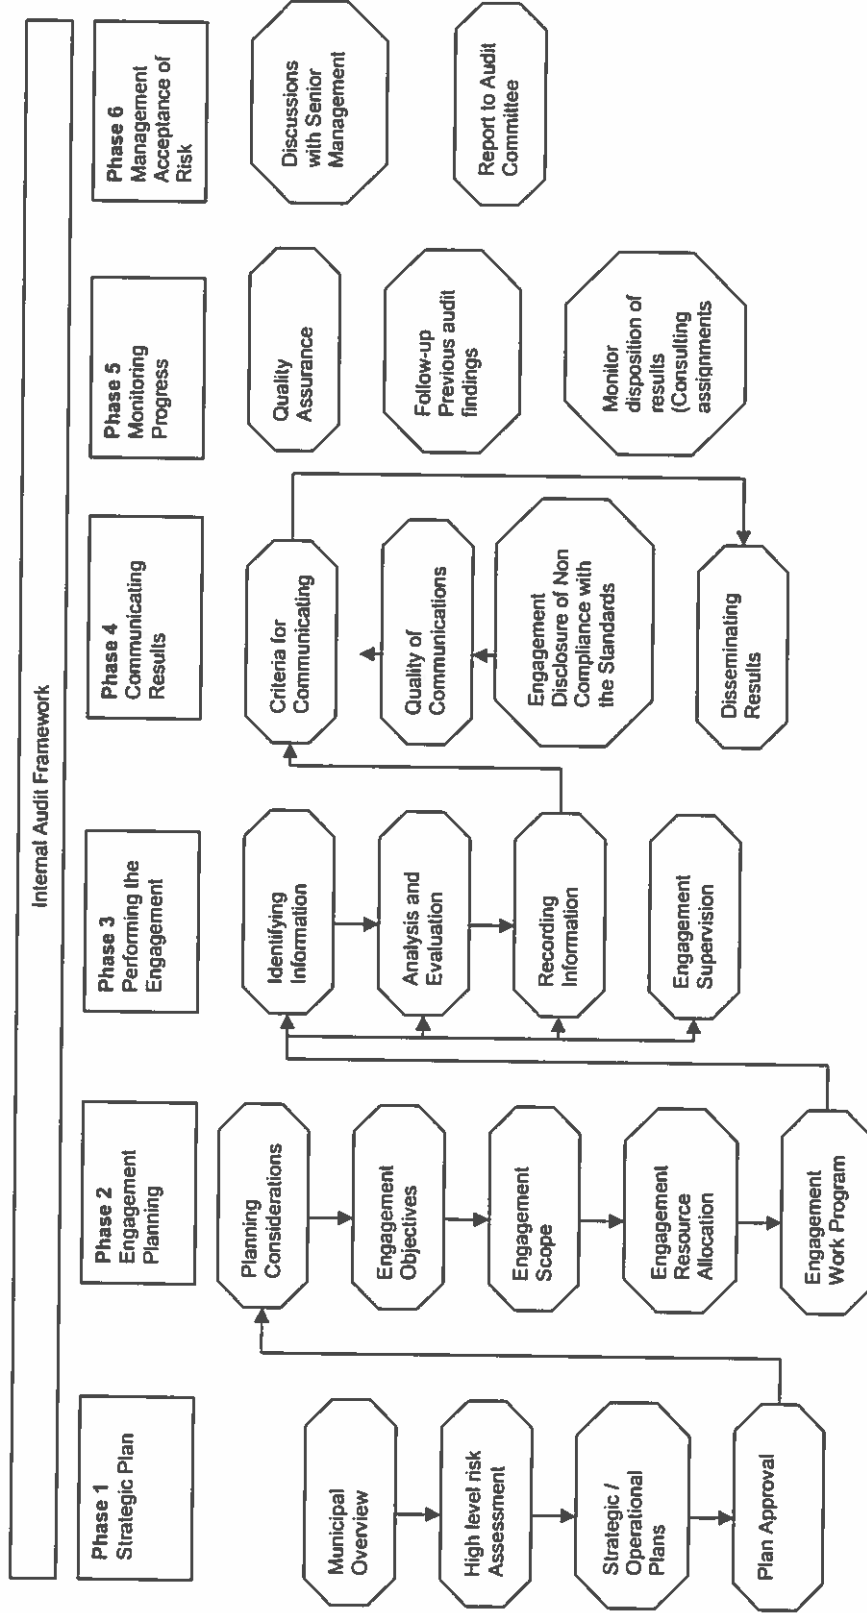 Internal Audit Framework
Phase 1
Strategic Plan
Municipal
Overview
High level risk
Assessment
Strategic /
Operational
Plans
Plan Approval
Phase 2
Engagement
Planning
Planning
Considerations
Engagement
Objectives
Engagement
Scope
Engagement
Resource
Allocation
Engagement
Work Program
Phase 3
Performing the
Engagement
Identifying
Information
Analysis and
Evaluation
Recording
Information
Engagement
Supervision
Phase 4
Communicating
Results
Criteria for
Communicating
Quality of
Communications
Engagement
Disclosure of Non
Compliance with
the Standards
Disseminating
Results
Phase 5
Monitoring
Progress
Quality
Assurance
Follow-up
Previous audit
findings
Monitor
disposition of
results
(Consulting
assignments
Phase 6
Management
Acceptance of
Risk
Discussions
with Senior
Management
Report to Audit
Committee